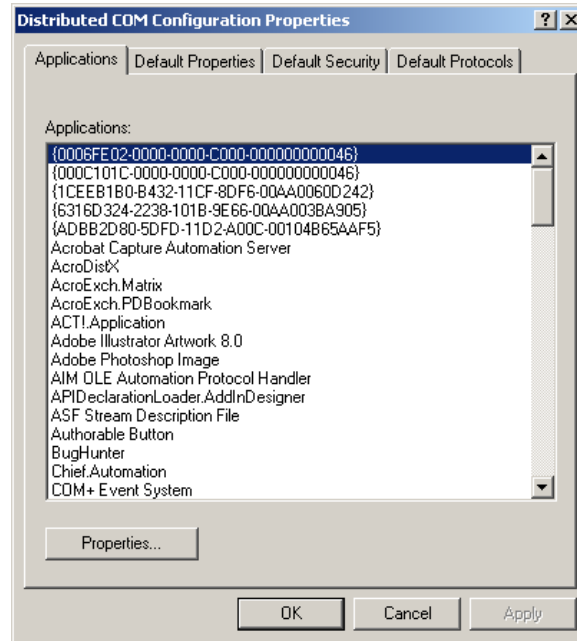 Distributed COM Configuration Properties
Applications
Default Properties
Default Security
Default Protocols
Applications:
{0006FE02-0000-0000-C000-000000000046}
{000C101C-0000-0000-C000-000000000046}
{1CEEB1B0-B432-11CF-8DF6-00AA0060D242}
{6316D324-2238-101B-9E66-00AA003BA905}
{ADBB2D80-5DFD-11D2-A00C-00104B65AAF5}
Acrobat Capture Automation Server
AcroDistX
AcroExch.Matrix
AcroExch.PDBookmark
ACT!.Application
Adobe Illustrator Artwork 8.0
Adobe Photoshop Image
AIM OLE Automation Protocol Handler
APIDeclarationLoader.AddInDesigner
ASF Stream Description File
Authorable Button
BugHunter
Chief.Automation
COM+ Event System
Properties...
OK
Cancel
Apply